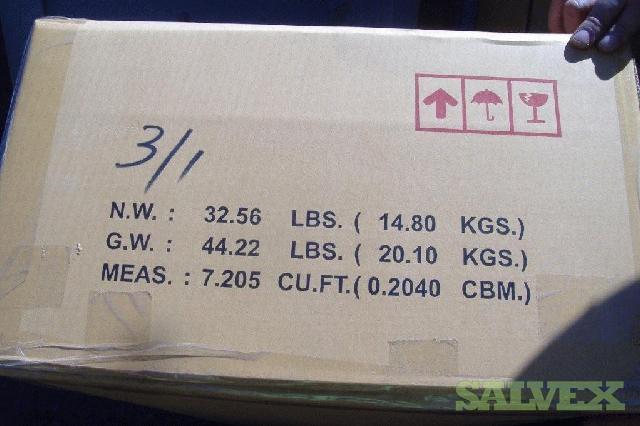 3/1
N.W. : 32.56 LBS. ( 14.80 KGS.)
G.W. : 44.22 LBS. ( 20.10 KGS.)
MEAS. : 7.205 CU.FT.( 0.2040 CBM.)
SALVEX